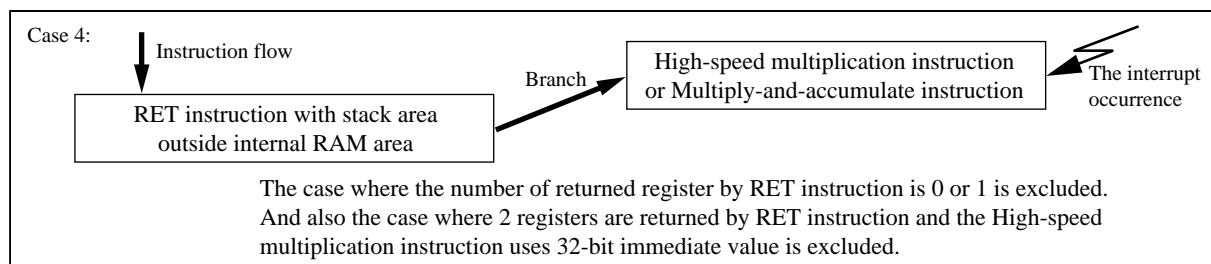 Case 4:
Instruction flow
RET instruction with stack area
outside internal RAM area
Branch
High-speed multiplication instruction
or Multiply-and-accumulate instruction
The interrupt
occurrence
The case where the number of returned register by RET instruction is 0 or 1 is excluded.
And also the case where 2 registers are returned by RET instruction and the High-speed
multiplication instruction uses 32-bit immediate value is excluded.